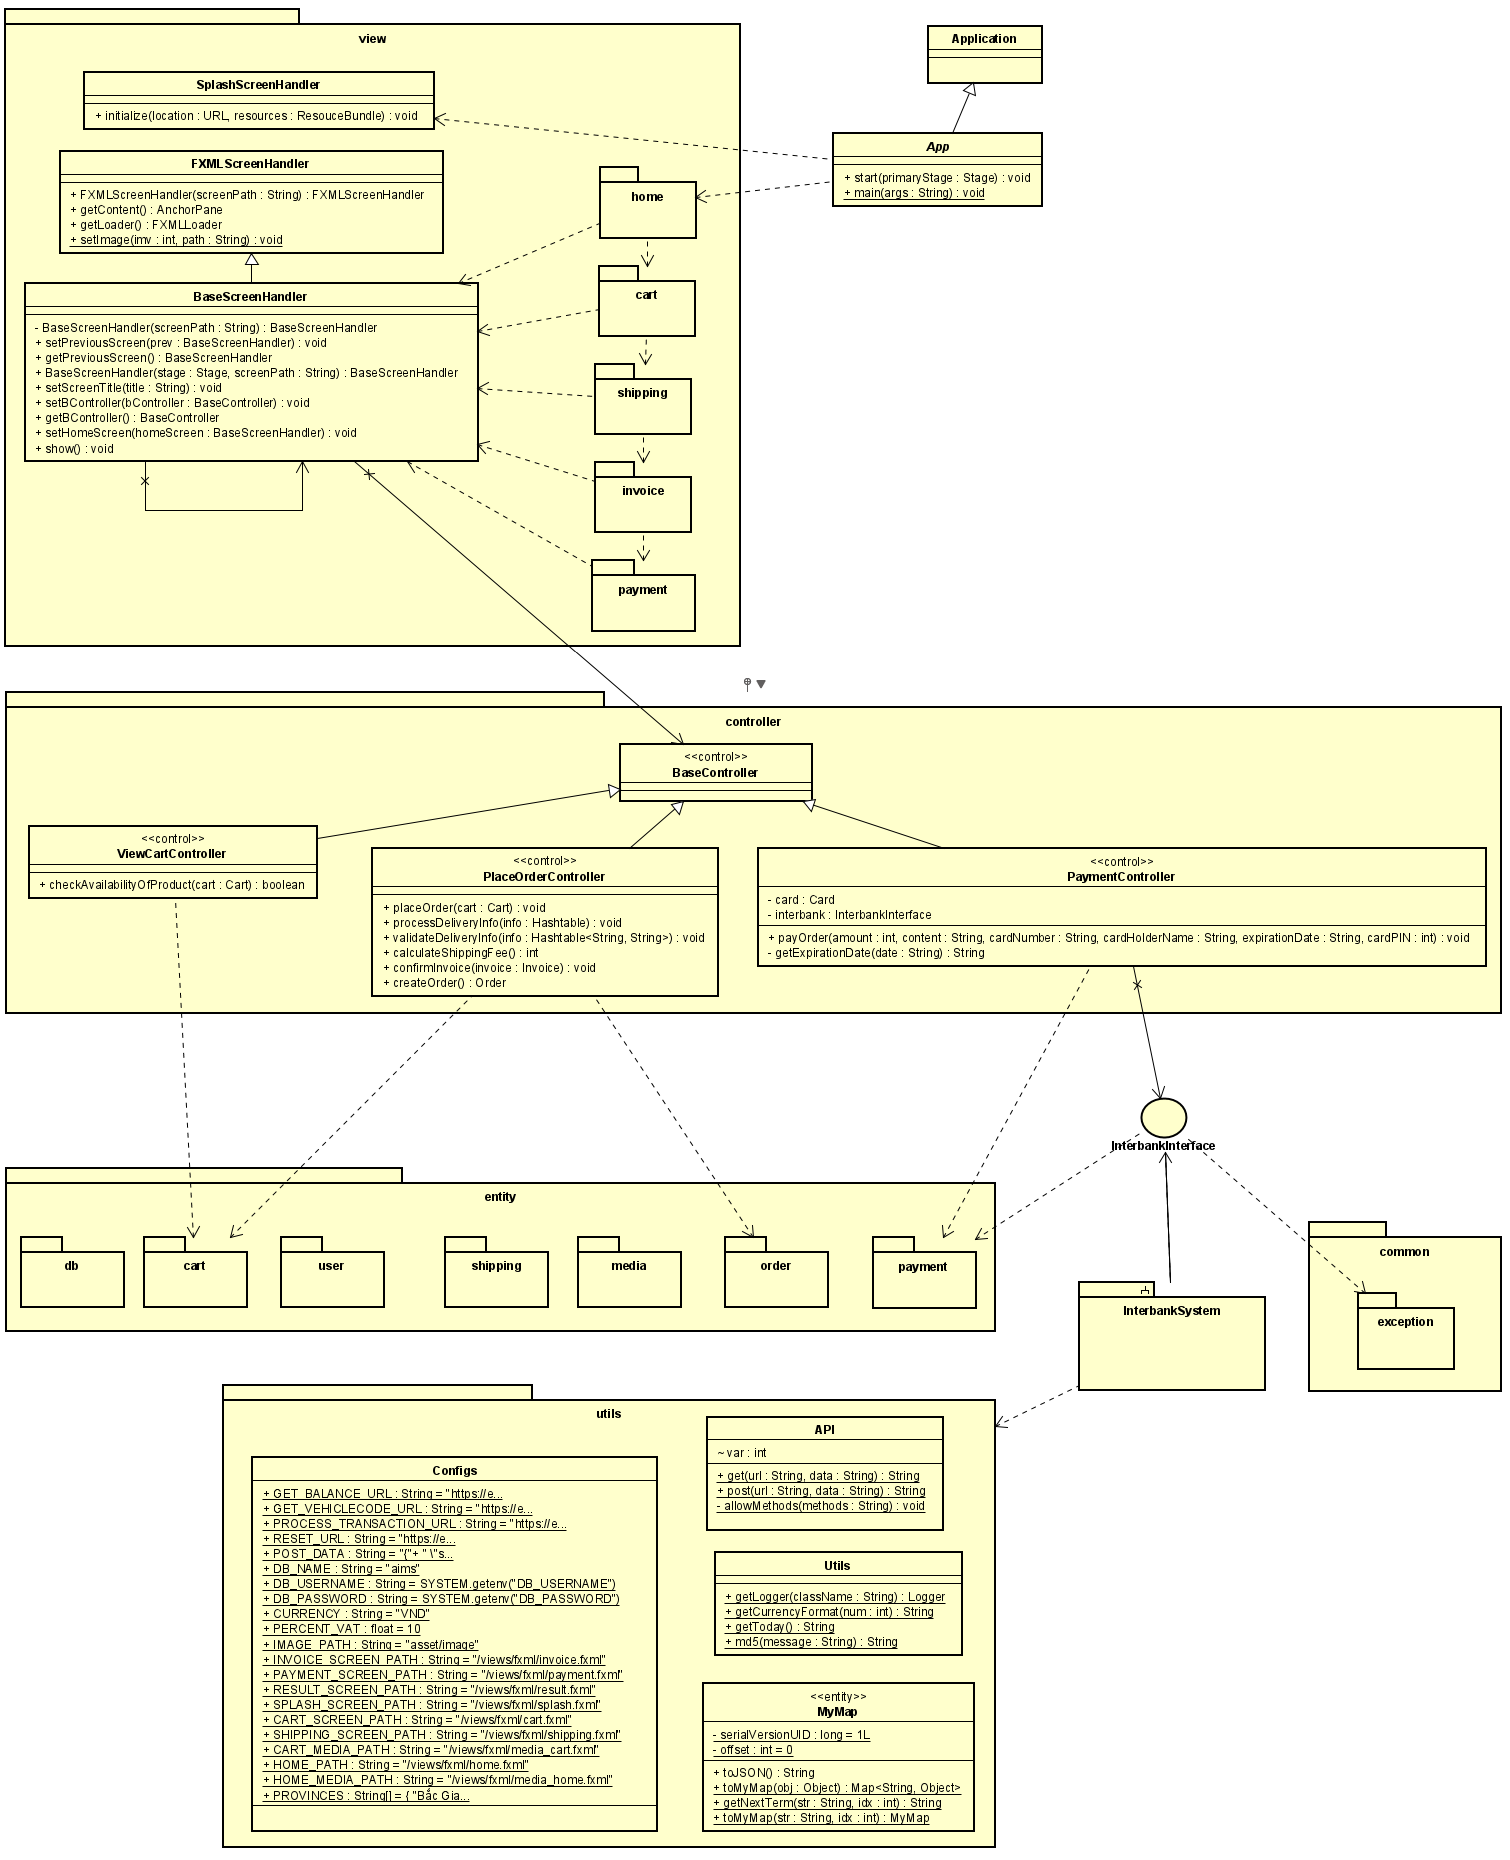 view
SplashScreenHandler
+ initialize(location : URL, resources : ResouceBundle) : void
FXMLScreenHandler
+ FXMLScreenHandler(screenPath : String) : FXMLScreenHandler
+ getContent() : AnchorPane
+ getLoader() : FXMLLoader
+ setImage(imv : int, path : String) : void
BaseScreenHandler
- BaseScreenHandler(screenPath : String) : BaseScreenHandler
+ setPreviousScreen(prev : BaseScreenHandler) : void
+ getPreviousScreen() : BaseScreenHandler
+ BaseScreenHandler(stage : Stage, screenPath : String) : BaseScreenHandler
+ setScreenTitle(title : String) : void
+ setBController(bController : BaseController) : void
+ getBController() : BaseController
+ setHomeScreen(homeScreen : BaseScreenHandler) : void
+ show() : void
home
cart
shipping
invoice
payment
Application
App
+ start(primaryStage : Stage) : void
+ main(args : String) : void
controller
<<control>>
BaseController
<<control>>
ViewCartController
+ checkAvailabilityOfProduct(cart : Cart) : boolean
<<control>>
PlaceOrderController
+ placeOrder(cart : Cart) : void
+ processDeliveryInfo(info : Hashtable) : void
+ validateDeliveryInfo(info : Hashtable<String, String>) : void
+ calculateShippingFee() : int
+ confirmInvoice(invoice : Invoice) : void
+ createOrder() : Order
<<control>>
PaymentController
- card : Card
- interbank : InterbankInterface
+ payOrder(amount : int, content : String, cardNumber : String, cardHolderName : String, expirationDate : String, cardPIN : int) : void
- getExpirationDate(date : String) : String
InterbankInterface
entity
db
cart
user
shipping
media
order
payment
InterbankSystem
common
exception
utils
Configs
+ GET_BALANCE_URL : String = "https://e...
+ GET_VEHICLECODE_URL : String = "https://e...
+ PROCESS_TRANSACTION_URL : String = "https://e...
+ RESET_URL : String = "https://e...
+ POST_DATA : String = "{"+ " \"s...
+ DB_NAME : String = "aims"
+ DB_USERNAME : String = SYSTEM.getenv("DB_USERNAME")
+ DB_PASSWORD : String = SYSTEM.getenv("DB_PASSWORD")
+ CURRENCY : String = "VND"
+ PERCENT_VAT : float = 10
+ IMAGE_PATH : String = "asset/image"
+ INVOICE_SCREEN_PATH : String = "/views/fxml/invoice.fxml"
+ PAYMENT_SCREEN_PATH : String = "/views/fxml/payment.fxml"
+ RESULT_SCREEN_PATH : String = "/views/fxml/result.fxml"
+ SPLASH_SCREEN_PATH : String = "/views/fxml/splash.fxml"
+ CART_SCREEN_PATH : String = "/views/fxml/cart.fxml"
+ SHIPPING_SCREEN_PATH : String = "/views/fxml/shipping.fxml"
+ CART_MEDIA_PATH : String = "/views/fxml/media_cart.fxml"
+ HOME_PATH : String = "/views/fxml/home.fxml"
+ HOME_MEDIA_PATH : String = "/views/fxml/media_home.fxml"
+ PROVINCES : String[] = { "Bắc Gia...
API
~ var : int
+ get(url : String, data : String) : String
+ post(url : String, data : String) : String
- allowMethods(methods : String) : void
Utils
+ getLogger(className : String) : Logger
+ getCurrencyFormat(num : int) : String
+ getToday() : String
+ md5(message : String) : String
<<entity>>
MyMap
- serialVersionUID : long = 1L
- offset : int = 0
+ toJSON() : String
+ toMyMap(obj : Object) : Map<String, Object>
+ getNextTerm(str : String, idx : int) : String
+ toMyMap(str : String, idx : int) : MyMap